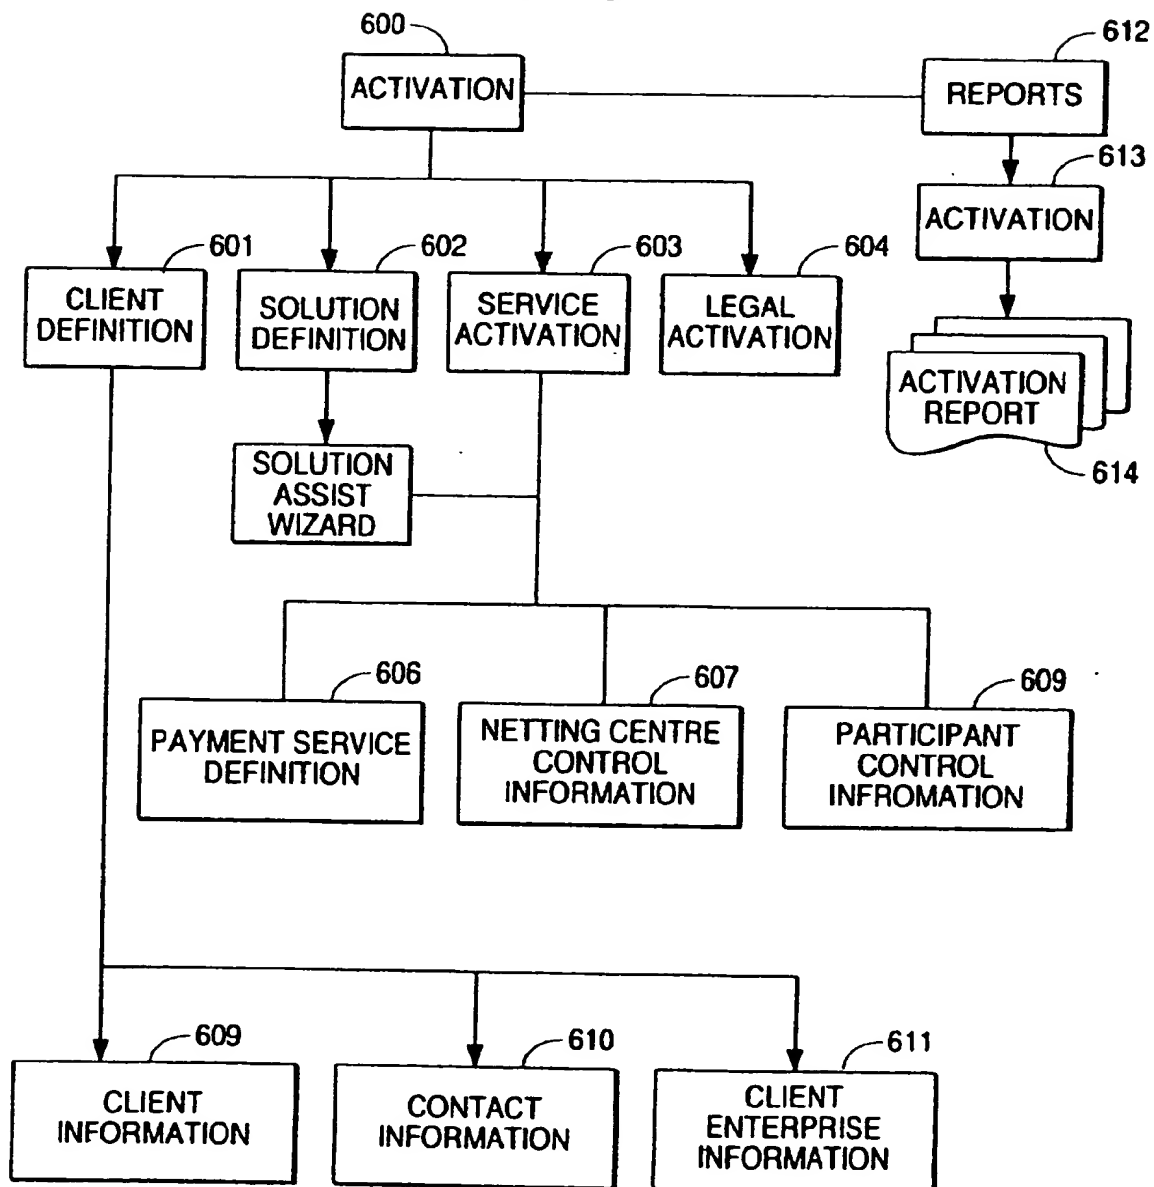 600
612
ACTIVATION
REPORTS
613
ACTIVATION
601
602
603
604
CLIENT
DEFINITION
SOLUTION
DEFINITION
SERVICE
ACTIVATION
LEGAL
ACTIVATION
ACTIVATION
REPORT
614
SOLUTION
ASSIST
WIZARD
606
607
609
PAYMENT SERVICE
DEFINITION
NETTING CENTRE
CONTROL
INFORMATION
PARTICIPANT
CONTROL
INFROMATION
609
610
611
CLIENT
INFORMATION
CONTACT
INFORMATION
CLIENT
ENTERPRISE
INFORMATION